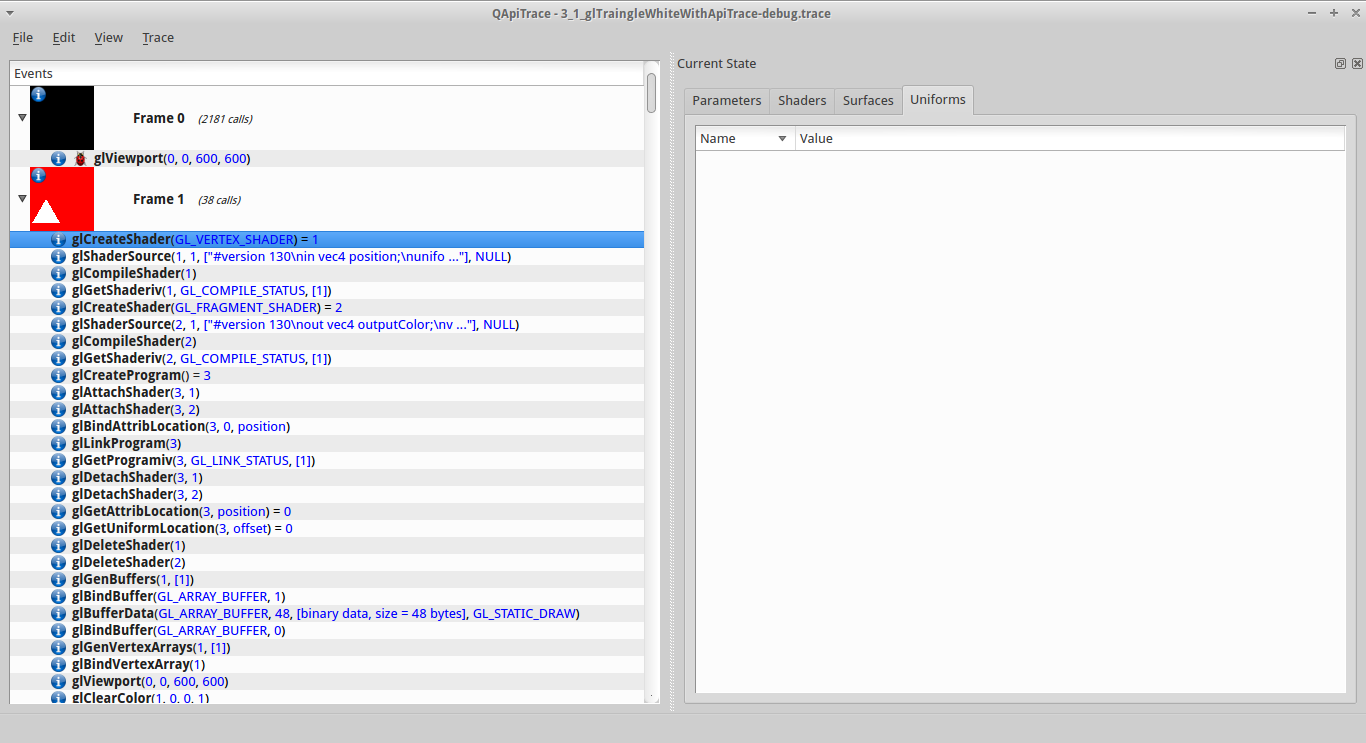 QApiTrace - 3_1_glTraingleWhiteWithApiTrace-debug.trace
File Edit View Trace
Events
Frame 0 (2181 calls)
glViewport(0, 0, 600, 600)
Frame 1 (38 calls)
glCreateShader(GL_VERTEX_SHADER) = 1
glShaderSource(1, 1, ["#version 130\nin vec4 position;\nunifo ..."], NULL)
glCompileShader(1)
glGetShaderiv(1, GL_COMPILE_STATUS, [1])
glCreateShader(GL_FRAGMENT_SHADER) = 2
glShaderSource(2, 1, ["#version 130\nout vec4 outputColor;\nv ..."], NULL)
glCompileShader(2)
glGetShaderiv(2, GL_COMPILE_STATUS, [1])
glCreateProgram() = 3
glAttachShader(3, 1)
glAttachShader(3, 2)
glBindAttribLocation(3, 0, position)
glLinkProgram(3)
glGetProgramiv(3, GL_LINK_STATUS, [1])
glDetachShader(3, 1)
glDetachShader(3, 2)
glGetAttribLocation(3, position) = 0
glGetUniformLocation(3, offset) = 0
glDeleteShader(1)
glDeleteShader(2)
glGenBuffers(1, [1])
glBindBuffer(GL_ARRAY_BUFFER, 1)
glBufferData(GL_ARRAY_BUFFER, 48, [binary data, size = 48 bytes], GL_STATIC_DRAW)
glBindBuffer(GL_ARRAY_BUFFER, 0)
glGenVertexArrays(1, [1])
glBindVertexArray(1)
glViewport(0, 0, 600, 600)
glClearColor(1, 0, 0, 1)
Current State
Parameters Shaders Surfaces Uniforms
Name Value